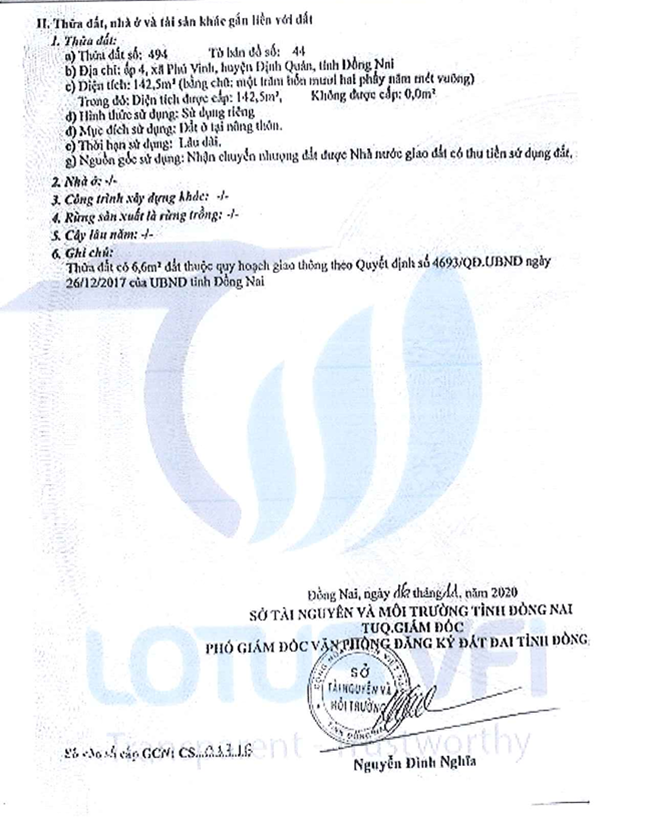 II. Thửa đất, nhà ở và tài sản khác gắn liền với đất
1. Thửa đất:
a) Thửa đất số: 494 Tờ bản đồ số: 44
b) Địa chỉ: ấp 4, xã Phú Vinh, huyện Định Quán, tỉnh Đồng Nai
c) Diện tích: 142,5m² (bằng chữ: một trăm bốn mươi hai phẩy năm mét vuông)
Trong đó: Diện tích được cấp: 142,5m², Không được cấp: 0,0m²
d) Hình thức sử dụng: Sử dụng riêng
đ) Mục đích sử dụng: Đất ở tại nông thôn.
e) Thời hạn sử dụng: Lâu dài.
g) Nguồn gốc sử dụng: Nhận chuyển nhượng đất được Nhà nước giao đất có thu tiền sử dụng đất.
2. Nhà ở: -/-
3. Công trình xây dựng khác: -/-
4. Rừng sản xuất là rừng trồng: -/-
5. Cây lâu năm: -/-
6. Ghi chú:
Thửa đất có 6,6m² đất thuộc quy hoạch giao thông theo Quyết định số 4693/QĐ.UBND ngày
26/12/2017 của UBND tỉnh Đồng Nai
Đồng Nai, ngày tháng 11 năm 2020
SỞ TÀI NGUYÊN VÀ MÔI TRƯỜNG TỈNH ĐỒNG NAI
TUQ.GIÁM ĐỐC
PHÓ GIÁM ĐỐC VĂN PHÒNG ĐĂNG KÝ ĐẤT ĐAI TỈNH ĐỒNG
SỞ
TÀI NGUYÊN VÀ
MÔI TRƯỜNG
TỈNH ĐỒNG NAI
LOTUS VFI
Transparent - Trustworthy
Số vào sổ cấp GCN: CS
Nguyễn Đình Nghĩa